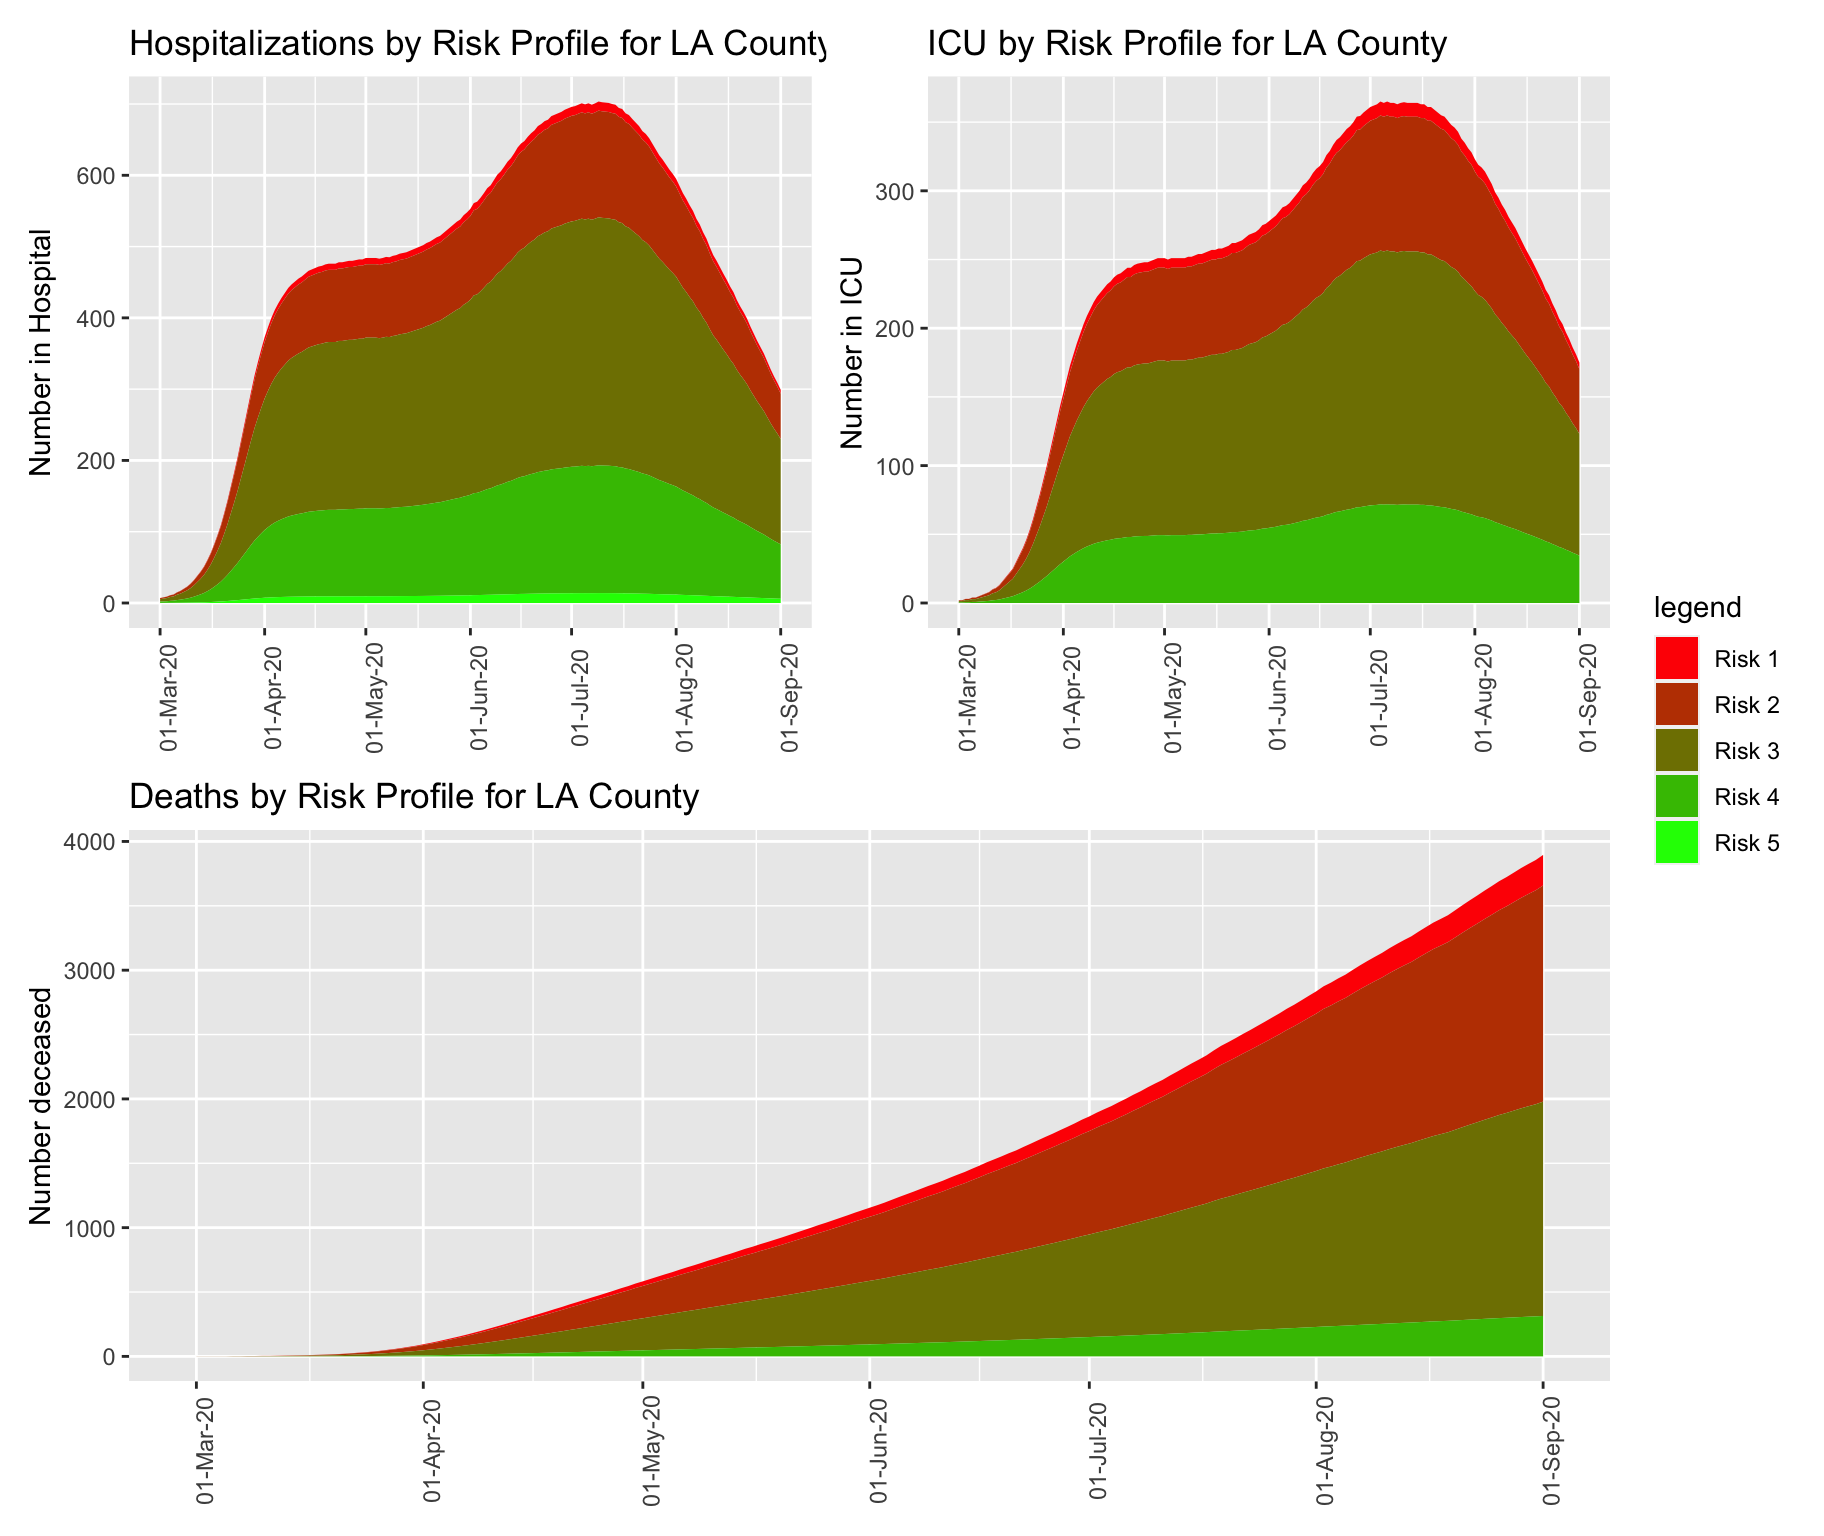 Hospitalizations by Risk Profile for LA County
Number in Hospital
600
400
200
0
01-Mar-20
01-Apr-20
01-May-20
01-Jun-20
01-Jul-20
01-Aug-20
01-Sep-20
ICU by Risk Profile for LA County
Number in ICU
300
200
100
0
01-Mar-20
01-Apr-20
01-May-20
01-Jun-20
01-Jul-20
01-Aug-20
01-Sep-20
legend
Risk 1
Risk 2
Risk 3
Risk 4
Risk 5
Deaths by Risk Profile for LA County
Number deceased
4000
3000
2000
1000
0
01-Mar-20
01-Apr-20
01-May-20
01-Jun-20
01-Jul-20
01-Aug-20
01-Sep-20